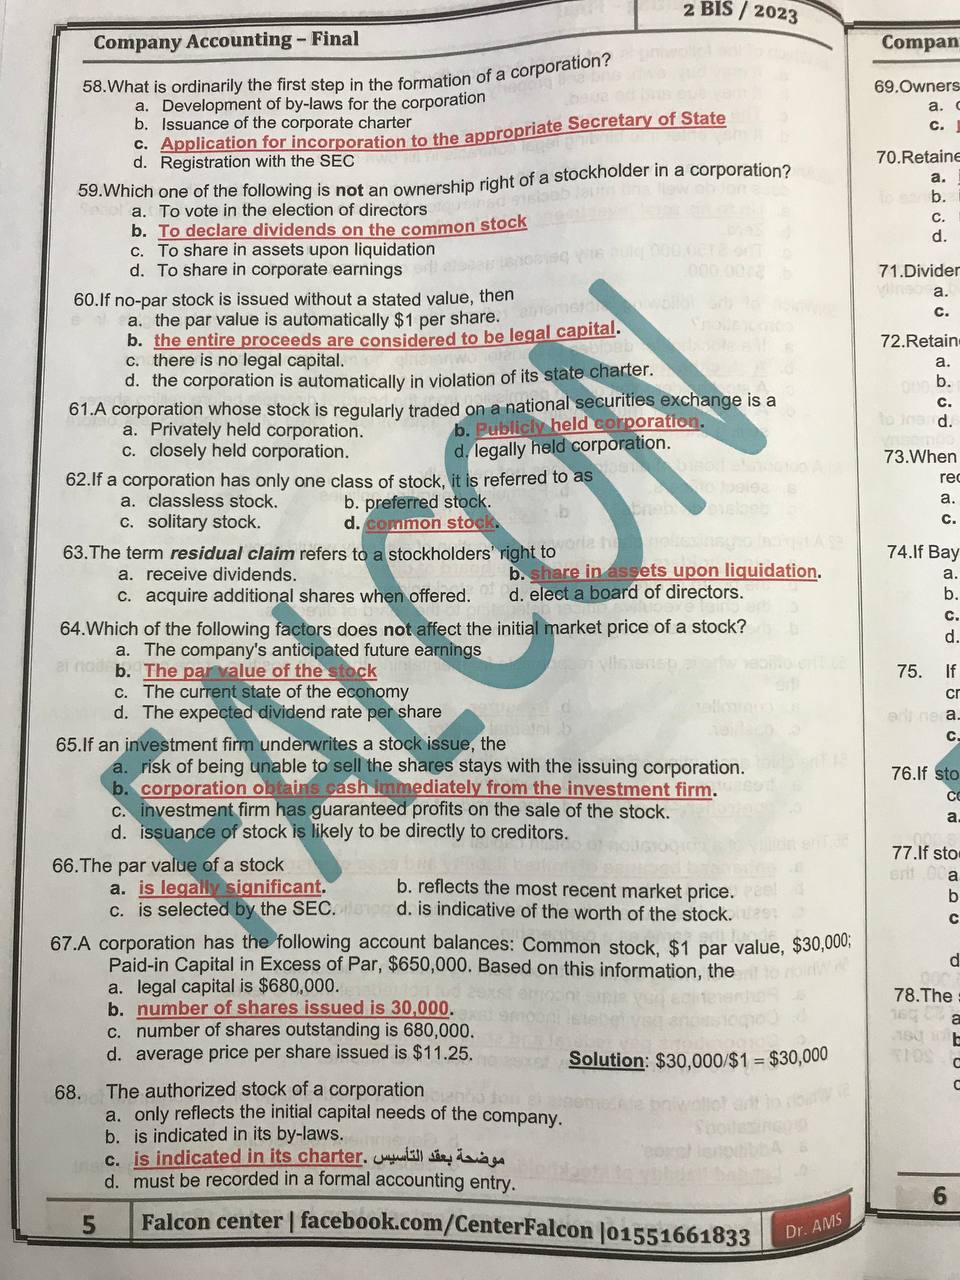 2 BIS / 2023
Company Accounting – Final
58.What is ordinarily the first step in the formation of a corporation?
a. Development of by-laws for the corporation
b. Issuance of the corporate charter
c. Application for incorporation to the appropriate Secretary of State
d. Registration with the SEC
59.Which one of the following is not an ownership right of a stockholder in a corporation?
a. To vote in the election of directors
b. To declare dividends on the common stock
c. To share in assets upon liquidation
d. To share in corporate earnings
60.If no-par stock is issued without a stated value, then
a. the par value is automatically $1 per share.
b. the entire proceeds are considered to be legal capital.
c. there is no legal capital.
d. the corporation is automatically in violation of its state charter.
61.A corporation whose stock is regularly traded on a national securities exchange is a
a. Privately held corporation. b. Publicly held corporation.
c. closely held corporation. d. legally held corporation.
62.If a corporation has only one class of stock, it is referred to as
a. classless stock. b. preferred stock.
c. solitary stock. d. common stock.
63.The term residual claim refers to a stockholders' right to
a. receive dividends. b. share in assets upon liquidation.
c. acquire additional shares when offered. d. elect a board of directors.
64.Which of the following factors does not affect the initial market price of a stock?
a. The company's anticipated future earnings
b. The par value of the stock
c. The current state of the economy
d. The expected dividend rate per share
65.If an investment firm underwrites a stock issue, the
a. risk of being unable to sell the shares stays with the issuing corporation.
b. corporation obtains cash immediately from the investment firm.
c. investment firm has guaranteed profits on the sale of the stock.
d. issuance of stock is likely to be directly to creditors.
66.The par value of a stock
a. is legally significant. b. reflects the most recent market price.
c. is selected by the SEC. d. is indicative of the worth of the stock.
67.A corporation has the following account balances: Common stock, $1 par value, $30,000;
Paid-in Capital in Excess of Par, $650,000. Based on this information, the
a. legal capital is $680,000.
b. number of shares issued is 30,000.
c. number of shares outstanding is 680,000.
d. average price per share issued is $11.25. Solution: $30,000/$1 = $30,000
68. The authorized stock of a corporation
a. only reflects the initial capital needs of the company.
b. is indicated in its by-laws.
c. is indicated in its charter. موضحة بعقد التأسيس
d. must be recorded in a formal accounting entry.
FALCON
5 Falcon center | facebook.com/CenterFalcon |01551661833 Dr. AMS
69.Owners
a.
c.
70.Retaine
a.
b.
c.
d.
71.Divider
a.
c.
72.Retain
a.
b.
c.
d.
73.When
rec
a.
c.
74.If Bay
a.
b.
c.
d.
75. If
cr
a.
c.
76.If sto
a.
77.If sto
a
b
c
d
78.The
a
b
c
6